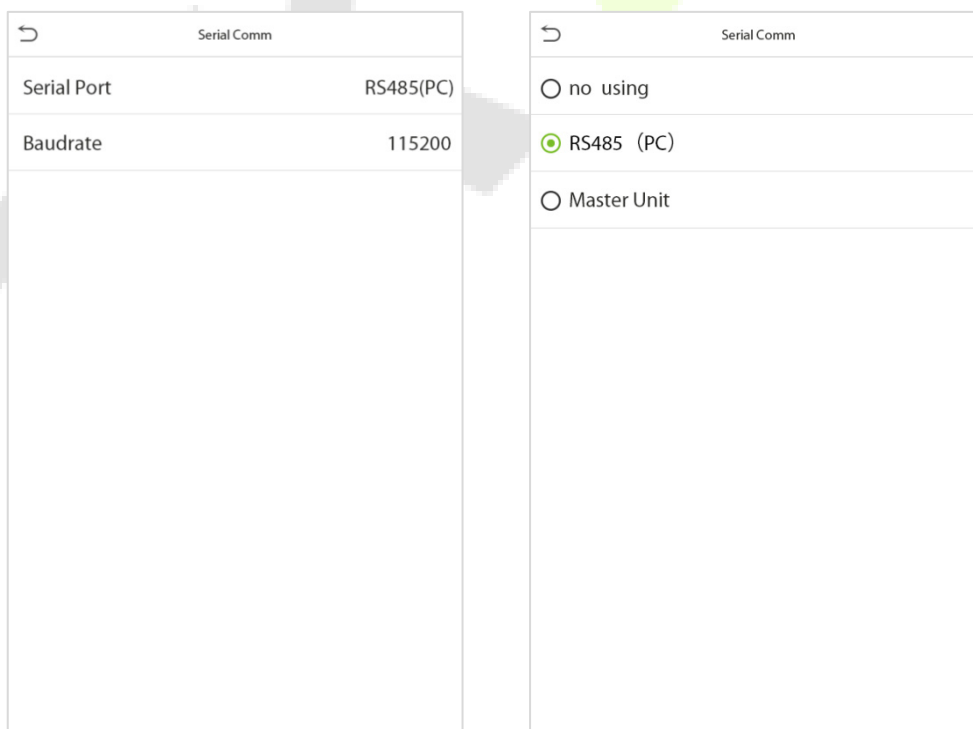 Serial Comm
Serial Port RS485(PC)
Baudrate 115200
Serial Comm
no using
RS485（PC）
Master Unit